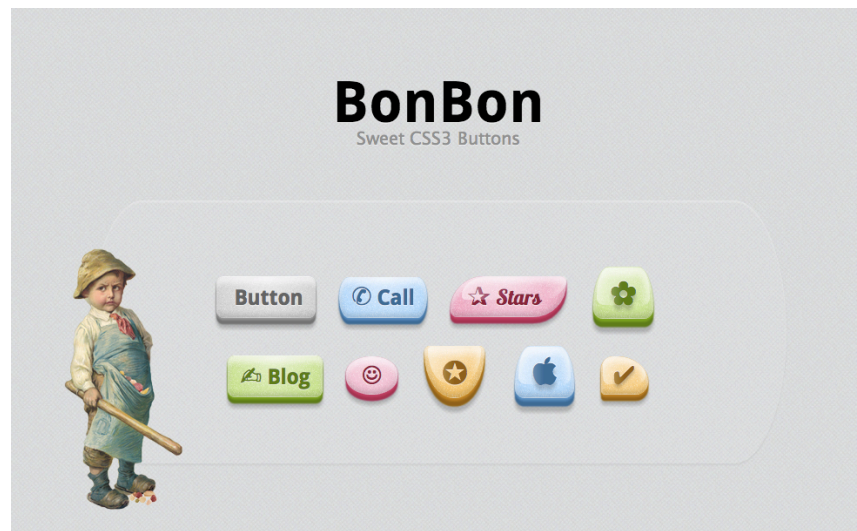 BonBon
Sweet CSS3 Buttons
Button
✆ Call
☆ Stars
✍ Blog